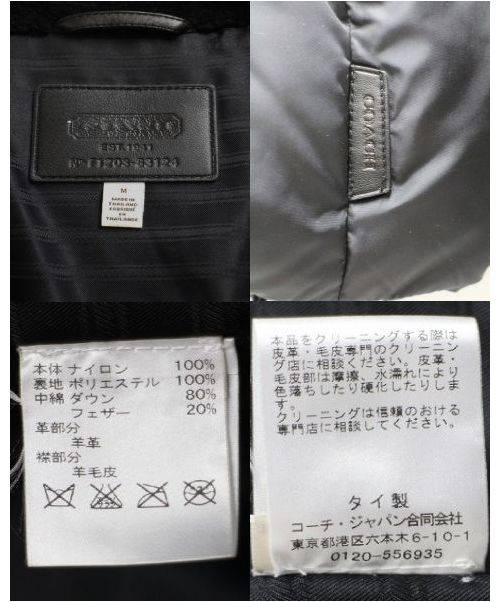 COACH
EST. 1941
No F1203-83124
M
MADE IN
THAILAND
FABRIQUÉ
EN
THAÏLANDE
COACH
本体 ナイロン 100%
裏地 ポリエステル 100%
中綿 ダウン 80%
フェザー 20%
革部分
羊革
襟部分
羊毛皮
本品をクリーニングする際は
皮革・毛皮専門のクリーニン
グ店に相談ください。皮革・
毛皮部は摩擦、水濡れにより
色落ちしたり硬化したりしま
す。
クリーニングは信頼のおける
専門店に相談してください。
タイ製
コーチ・ジャパン合同会社
東京都港区六本木6-10-1
0120-556935